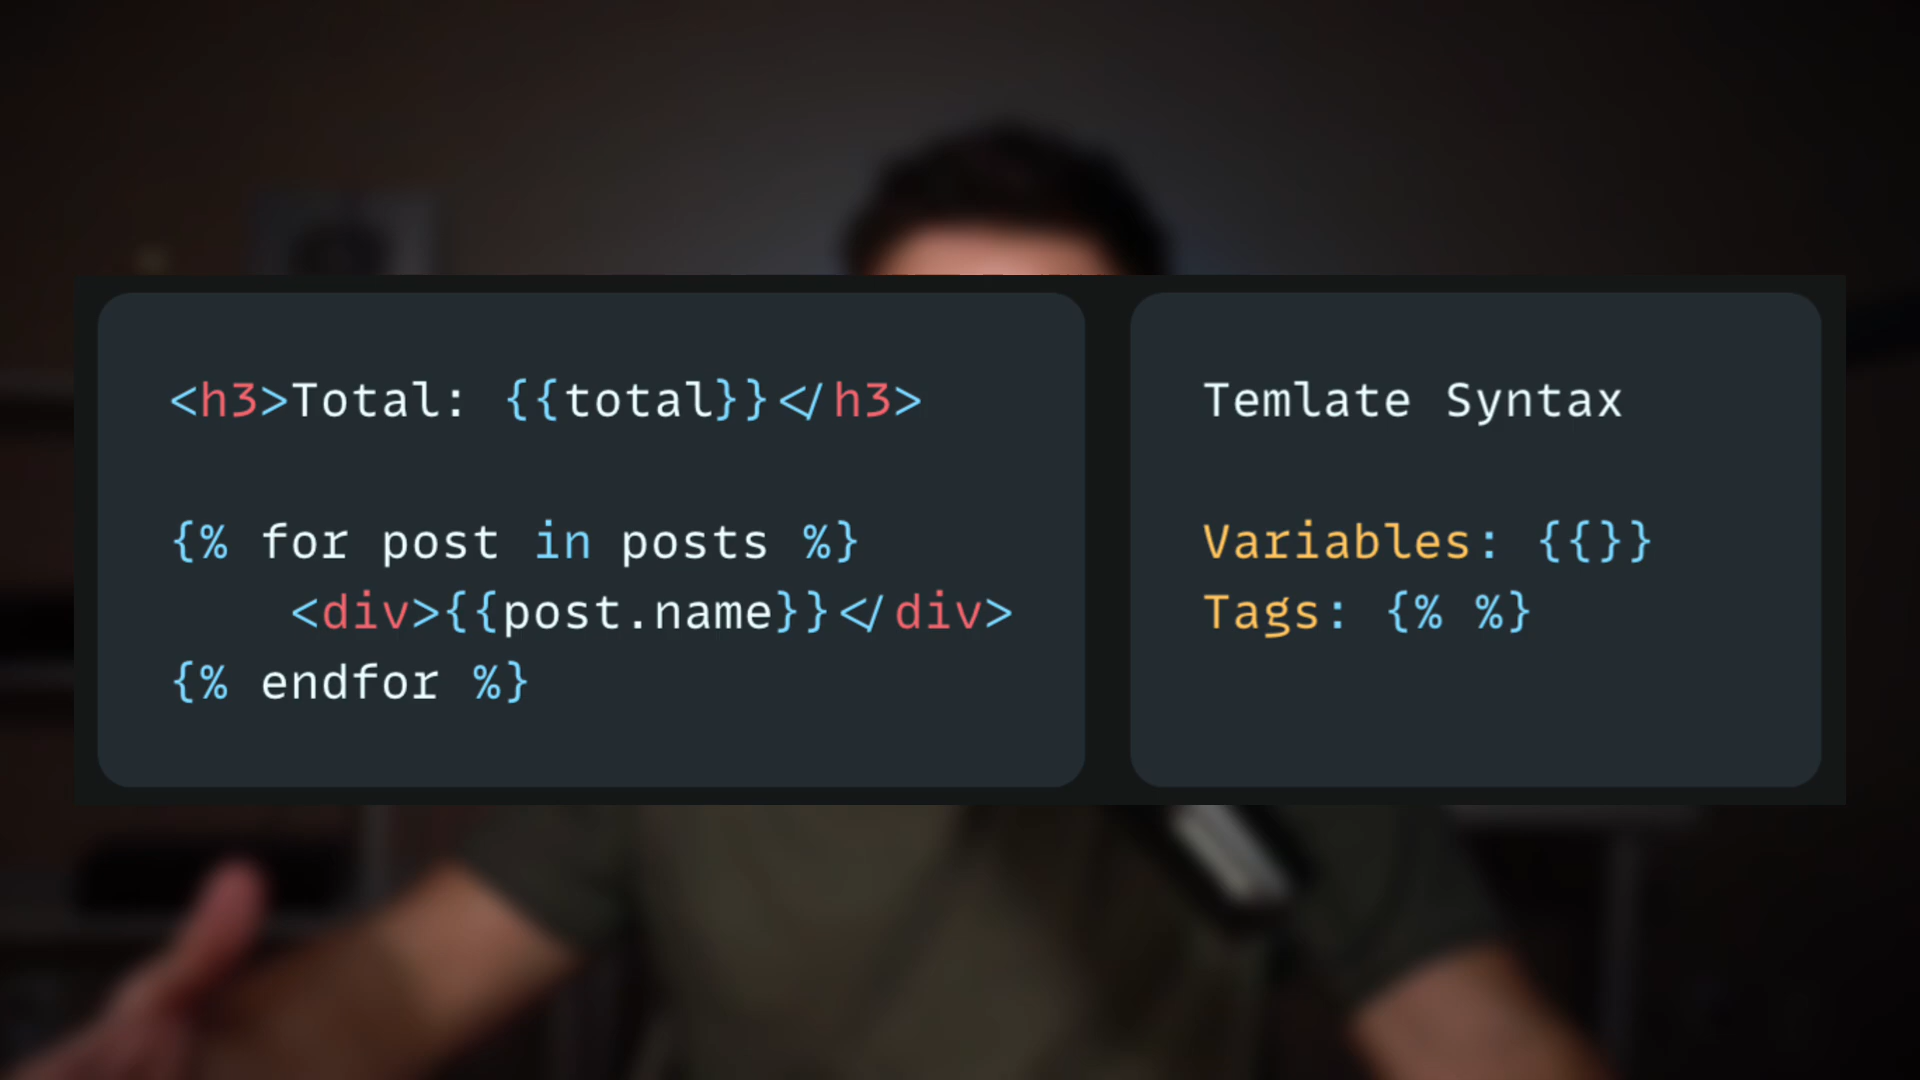 <h3>Total: {{total}}</h3>
{% for post in posts %}
<div>{{post.name}}</div>
{% endfor %}
Temlate Syntax
Variables: {{}}
Tags: {% %}